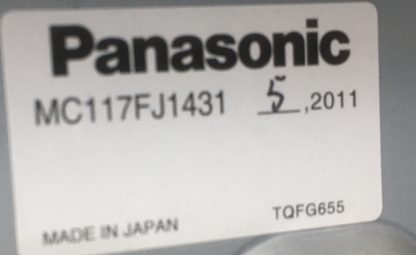 Panasonic
MC117FJ1431 5,2011
TQFG655
MADE IN JAPAN